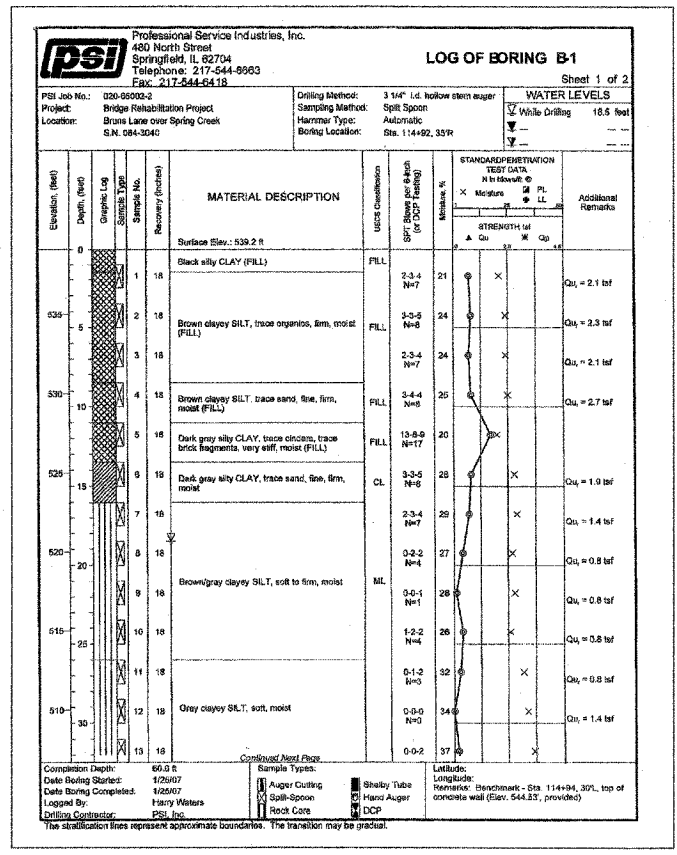 psi
Professional Service Industries, Inc.
480 North Street
Springfield, IL 62704
Telephone: 217-544-6663
Fax: 217-544-6418
LOG OF BORING B-1
Sheet 1 of 2
PSI Job No.: 020-65002-2
Project: Bridge Rehabilitation Project
Location: Bruns Lane over Spring Creek
S.N. 084-3040
Drilling Method: 3 1/4" i.d. hollow stem auger
Sampling Method: Split Spoon
Hammer Type: Automatic
Boring Location: Sta. 114+92, 35'R
WATER LEVELS
While Drilling 18.5 feet
Elevation, (feet)
Depth, (feet)
Graphic Log
Sample Type
Sample No.
Recovery (inches)
MATERIAL DESCRIPTION
Surface Elev.: 539.2 ft
USCS Classification
SPT Blows per 6-inch
(or DCP Testing)
Moisture, %
STANDARD PENETRATION
TEST DATA
N in blows/ft
× Moisture PL
LL
25
STRENGTH, tsf
Qu Qp
0 2.0 4.0
Additional
Remarks
0
Black silty CLAY (FILL) FILL
1 18 2-3-4 21 Qu, = 2.1 tsf
N=7
535 5 2 18 Brown clayey SILT, trace organics, firm, moist FILL 3-3-5 24 Qu, = 2.3 tsf
(FILL) N=8
3 18 2-3-4 24 Qu, = 2.1 tsf
N=7
530 10 4 18 Brown clayey SILT, trace sand, fine, firm, FILL 3-4-4 25 Qu, = 2.7 tsf
moist (FILL) N=8
5 18 Dark gray silty CLAY, trace cinders, trace FILL 13-8-9 20
brick fragments, very stiff, moist (FILL) N=17
525 15 6 18 Dark gray silty CLAY, trace sand, fine, firm, CL 3-3-5 28 Qu, = 1.9 tsf
moist N=8
7 18 2-3-4 29 Qu, = 1.4 tsf
N=7
520 20 8 18 0-2-2 27 Qu, = 0.8 tsf
N=4
9 18 Brown/gray clayey SILT, soft to firm, moist ML 0-0-1 28 Qu, = 0.6 tsf
N=1
515 25 10 18 1-2-2 26 Qu, = 0.8 tsf
N=4
11 18 0-1-2 32 Qu, = 0.8 tsf
N=3
510 30 12 18 Gray clayey SILT, soft, moist 0-0-0 34 Qu, = 1.4 tsf
N=0
13 18 0-0-2 37
Continued Next Page
Completion Depth: 60.0 ft
Date Boring Started: 1/25/07
Date Boring Completed: 1/25/07
Logged By: Harry Waters
Drilling Contractor: PSI, Inc.
Sample Types:
Auger Cutting
Split-Spoon
Rock Core
Shelby Tube
Hand Auger
DCP
Latitude:
Longitude:
Remarks: Benchmark - Sta. 114+94, 30'L, top of
concrete wall (Elev. 544.83', provided)
The stratification lines represent approximate boundaries. The transition may be gradual.